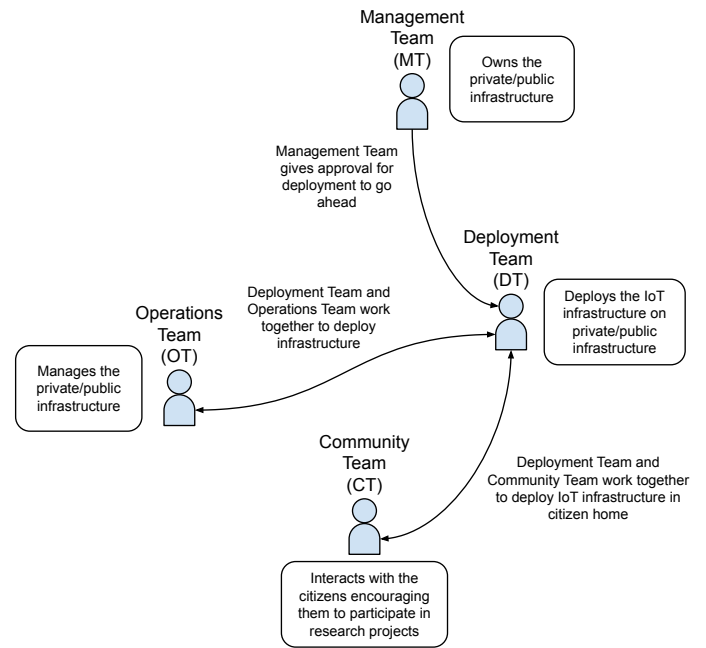 Management
Team
(MT)
Owns the
private/public
infrastructure
Management Team
gives approval for
deployment to go
ahead
Deployment
Team
(DT)
Deploys the IoT
infrastructure on
private/public
infrastructure
Deployment Team and
Operations Team work
together to deploy
infrastructure
Operations
Team
(OT)
Manages the
private/public
infrastructure
Community
Team
(CT)
Deployment Team and
Community Team work together
to deploy IoT infrastructure in
citizen home
Interacts with the
citizens encouraging
them to participate in
research projects